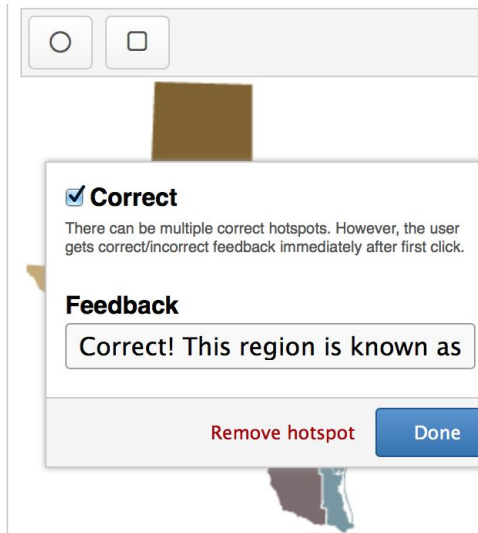 Correct
There can be multiple correct hotspots. However, the user
gets correct/incorrect feedback immediately after first click.
Feedback
Correct! This region is known as
Remove hotspot
Done